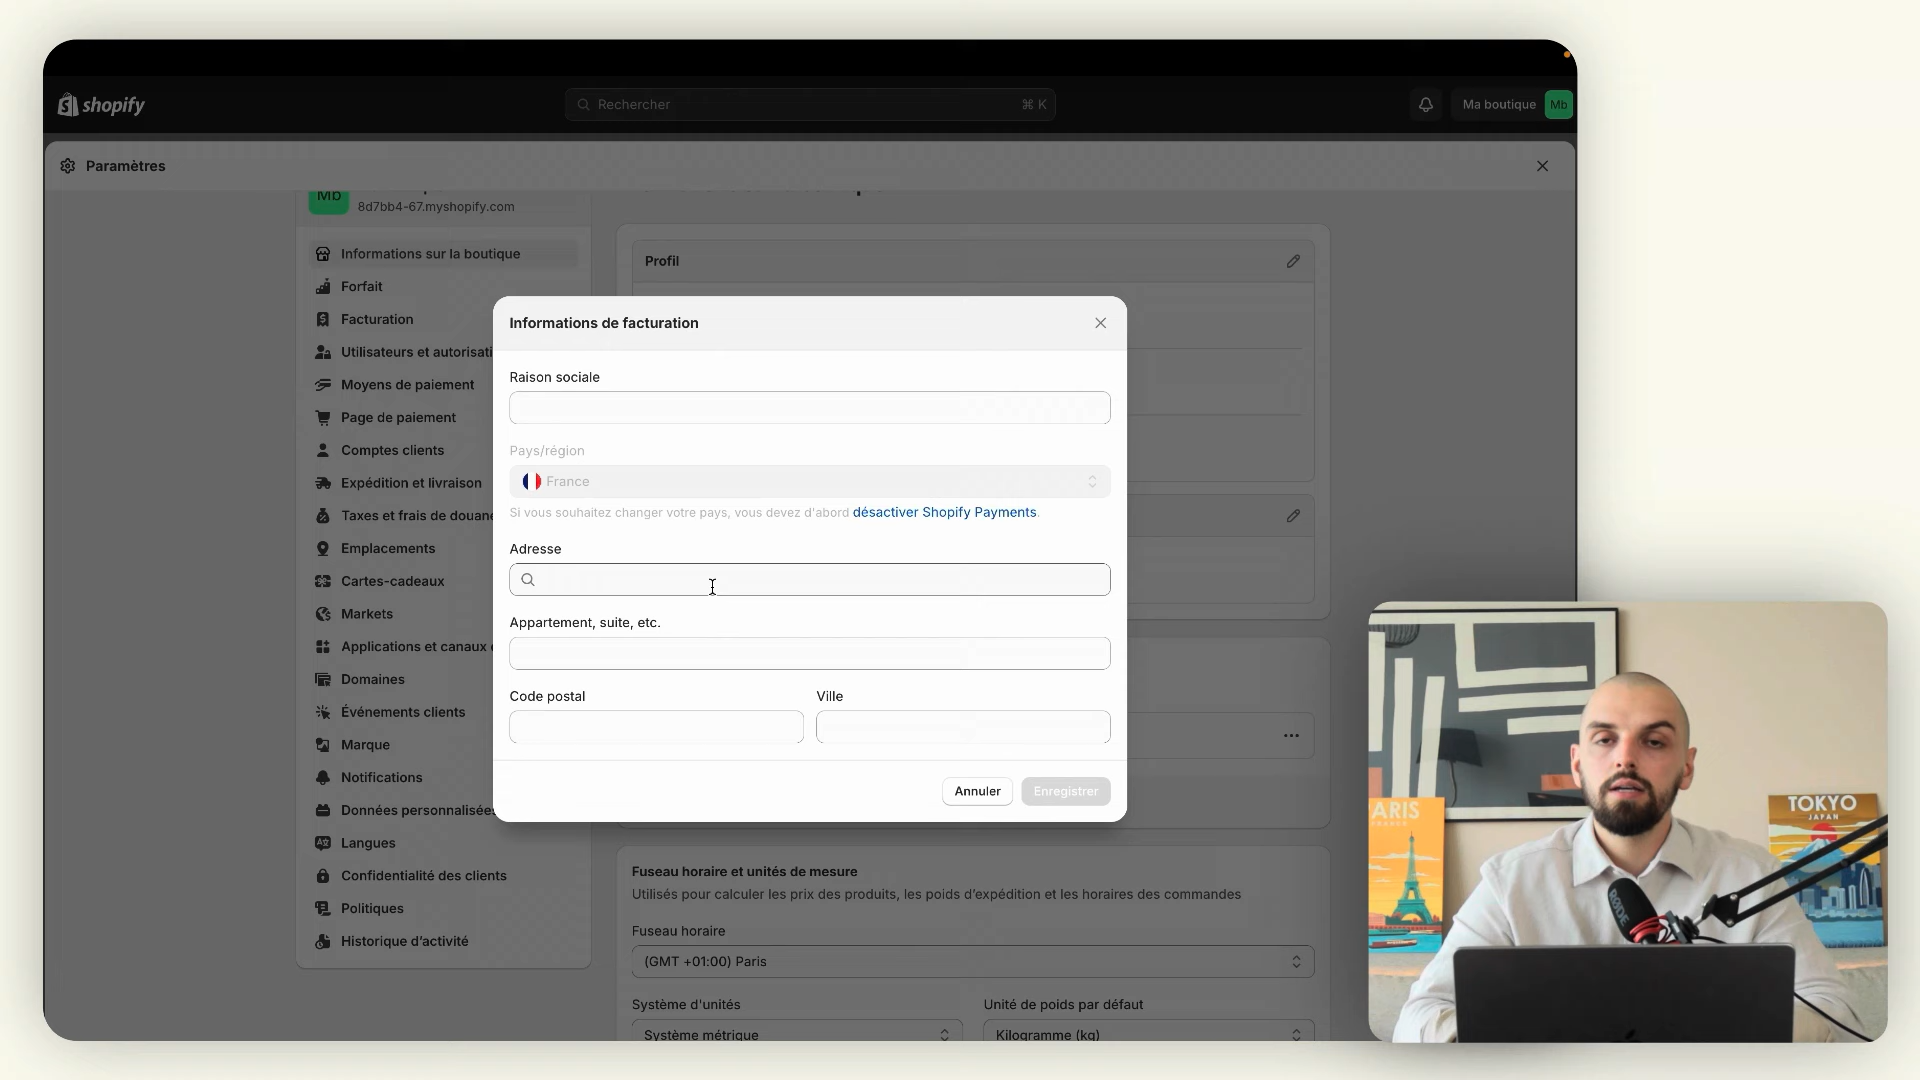 shopify
Rechercher
⌘ K
Ma boutique
Mb
Paramètres
Mb
8d7bb4-67.myshopify.com
Informations sur la boutique
Forfait
Facturation
Utilisateurs et autorisati
Moyens de paiement
Page de paiement
Comptes clients
Expédition et livraison
Taxes et frais de douane
Emplacements
Cartes-cadeaux
Markets
Applications et canaux
Domaines
Événements clients
Marque
Notifications
Données personnalisées
Langues
Confidentialité des clients
Politiques
Historique d'activité
Profil
Informations de facturation
Raison sociale
Pays/région
France
Si vous souhaitez changer votre pays, vous devez d'abord désactiver Shopify Payments.
Adresse
Appartement, suite, etc.
Code postal
Ville
Annuler
Enregistrer
Fuseau horaire et unités de mesure
Utilisés pour calculer les prix des produits, les poids d'expédition et les horaires des commandes
Fuseau horaire
(GMT +01:00) Paris
Système d'unités
Unité de poids par défaut
Système métrique
Kilogramme (kg)
ARIS
FRANCE
TOKYO
JAPAN
RØDE